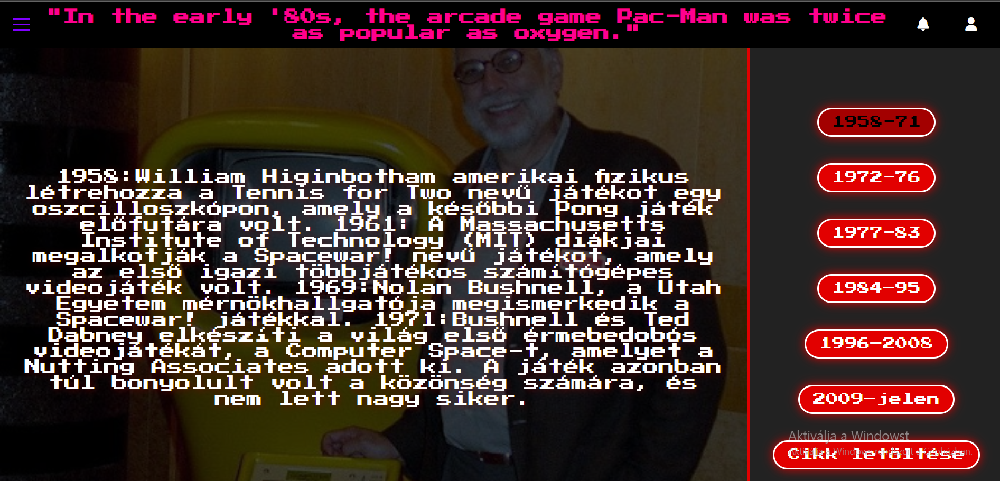 "In the early '80s, the arcade game Pac-Man was twice
as popular as oxygen."
1958:William Higinbotham amerikai fizikus
létrehozza a Tennis for Two nevű játékot egy
oszcilloszkópon, amely a későbbi Pong játék
előfutára volt. 1961: A Massachusetts
Institute of Technology (MIT) diákjai
megalkotják a Spacewar! nevű játékot, amely
az első igazi többjátékos számítógépes
videojáték volt. 1969:Nolan Bushnell, a Utah
Egyetem mérnökhallgatója megismerkedik a
Spacewar! játékkal. 1971:Bushnell és Ted
Dabney elkészíti a világ első érmebedobós
videojátékát, a Computer Space-t, amelyet a
Nutting Associates adott ki. A játék azonban
túl bonyolult volt a közönség számára, és
nem lett nagy siker.
1958-71
1972-76
1977-83
1984-95
1996-2008
2009-jelen
Aktiválja a Windowst
Aktiválja a Windows rendszert a Gépházban.
Cikk letöltése